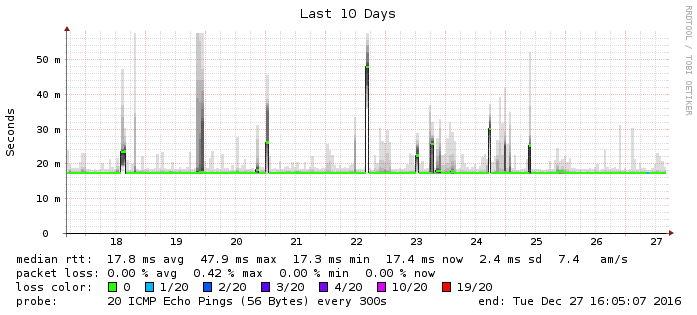 Last 10 Days
RRDTOOL / TOBI OETIKER
Seconds
50 m
40 m
30 m
20 m
10 m
0
18 19 20 21 22 23 24 25 26 27
median rtt: 17.8 ms avg 47.9 ms max 17.3 ms min 17.4 ms now 2.4 ms sd 7.4 am/s
packet loss: 0.00 % avg 0.42 % max 0.00 % min 0.00 % now
loss color: 0 1/20 2/20 3/20 4/20 10/20 19/20
probe: 20 ICMP Echo Pings (56 Bytes) every 300s end: Tue Dec 27 16:05:07 2016